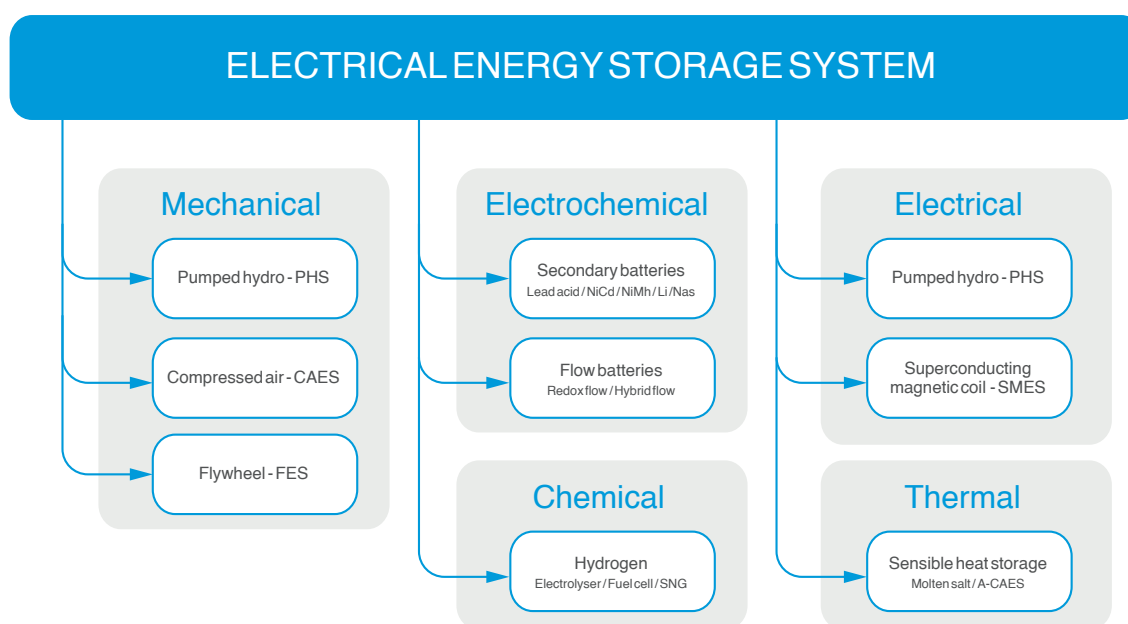 ELECTRICAL ENERGY STORAGE SYSTEM
Mechanical
Pumped hydro - PHS
Compressed air - CAES
Flywheel - FES
Electrochemical
Secondary batteries
Lead acid / NiCd / NiMh / Li / Nas
Flow batteries
Redox flow / Hybrid flow
Chemical
Hydrogen
Electrolyser / Fuel cell / SNG
Electrical
Pumped hydro - PHS
Superconducting
magnetic coil - SMES
Thermal
Sensible heat storage
Molten salt / A-CAES